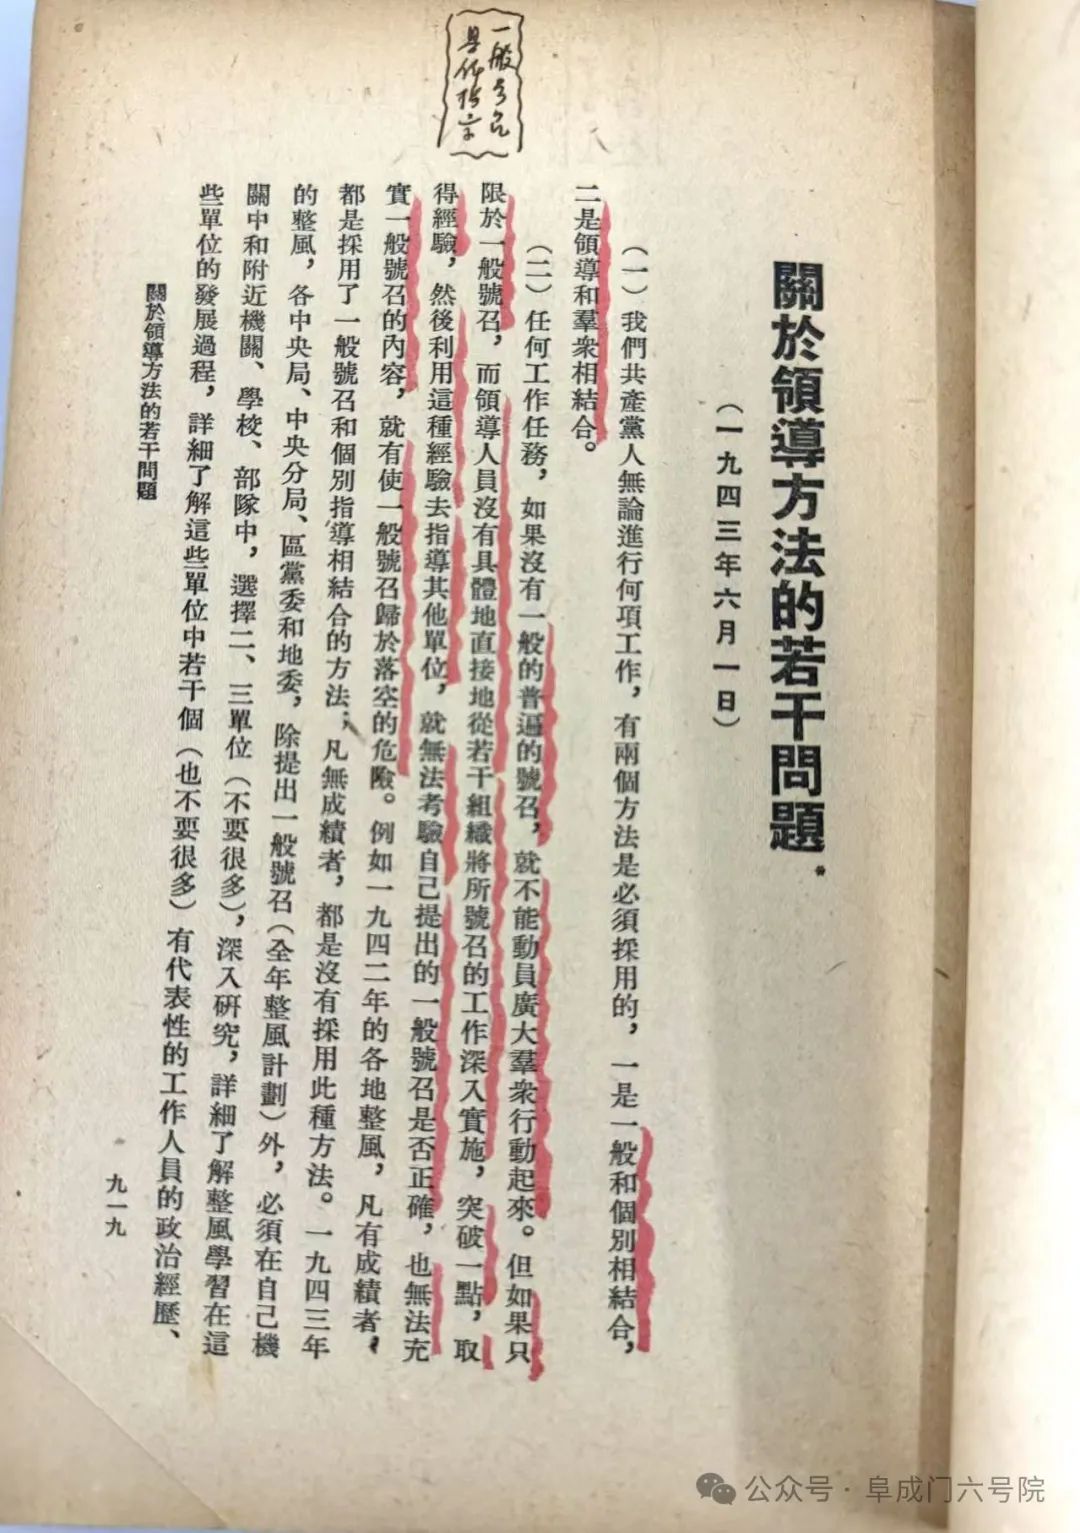 一般号召
具体指导
關於領導方法的若干問題*
（一九四三年六月一日）
（一）我們共產黨人無論進行何項工作，有兩個方法是必須採用的，一是一般和個別相結合，
二是領導和羣衆相結合。
（二）任何工作任務，如果沒有一般的普遍的號召，就不能動員廣大羣衆行動起來。但如果只
限於一般號召，而領導人員沒有具體地直接地從若干組織將所號召的工作深入實施，突破一點，取
得經驗，然後利用這種經驗去指導其他單位，就無法考驗自己提出的一般號召是否正確，也無法充
實一般號召的內容，就有使一般號召歸於落空的危險。例如一九四二年的各地整風，凡有成績者，
都是採用了一般號召和個別指導相結合的方法；凡無成績者，都是沒有採用此種方法。一九四三年
的整風，各中央局、中央分局、區黨委和地委，除提出一般號召（全年整風計劃）外，必須在自己機
關中和附近機關、學校、部隊中，選擇二、三單位（不要很多），深入研究，詳細了解整風學習在這
些單位的發展過程，詳細了解這些單位中若干個（也不要很多）有代表性的工作人員的政治經歷、
關於領導方法的若干問題
九一九
公众号·阜成门六号院